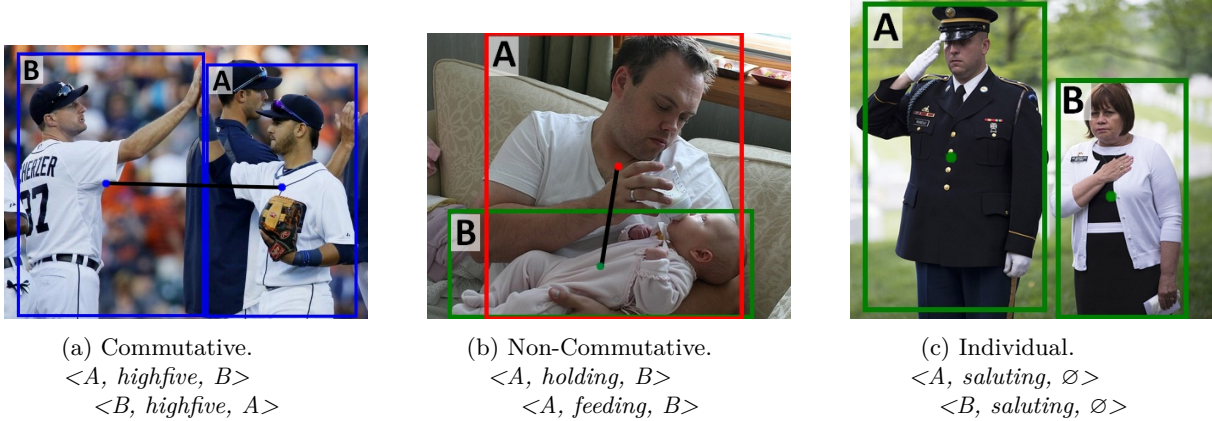 B
A
HERZER
37
A
B
A
B
(a) Commutative.
<A, highfive, B>
<B, highfive, A>
(b) Non-Commutative.
<A, holding, B>
<A, feeding, B>
(c) Individual.
<A, saluting, ∅>
<B, saluting, ∅>